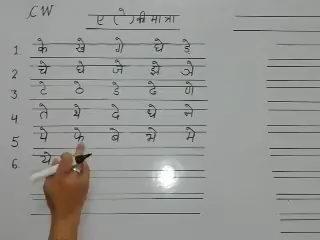 CW
ए (े) की मात्रा
1 के खे गे घे ङे
2 चे छे जे झे ञे
3 टे ठे डे ढे णे
4 ते थे दे धे ने
5 पे फे बे भे मे
6. ये